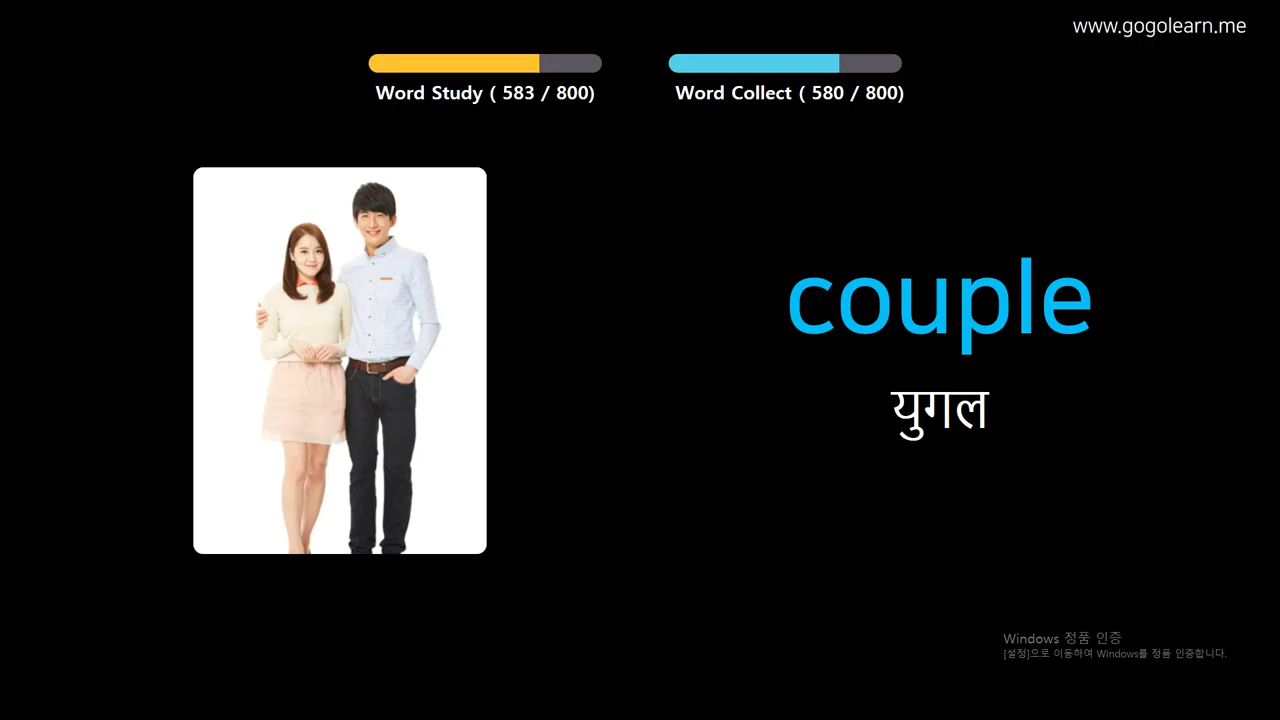 www.gogolearn.me
Word Study ( 583 / 800)
Word Collect ( 580 / 800)
couple
युगल
Windows 정품 인증
[설정]으로 이동하여 Windows를 정품 인증합니다.